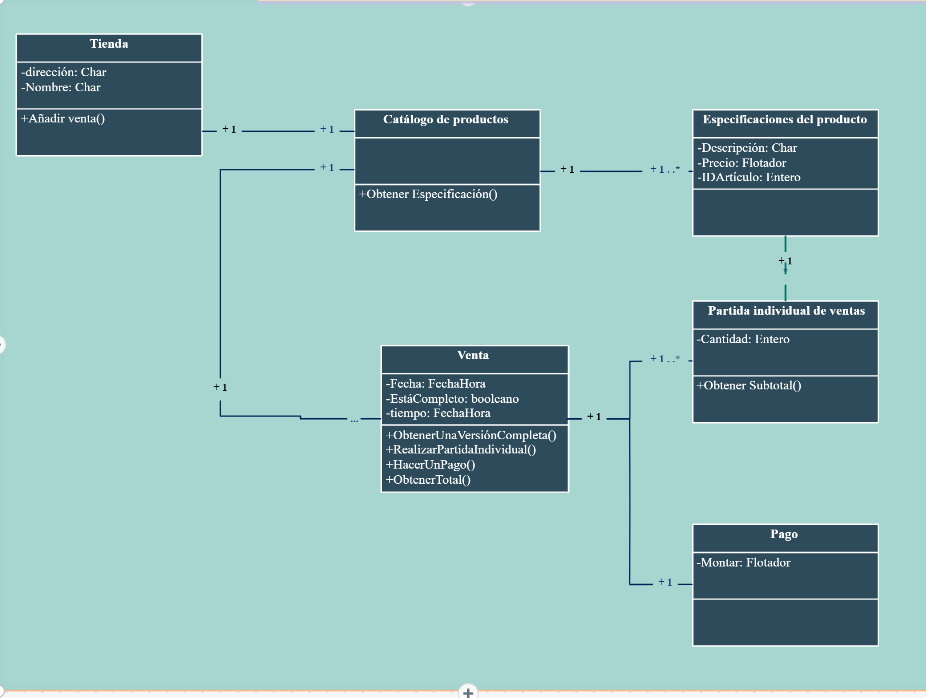 Tienda
-dirección: Char
-Nombre: Char
+Añadir venta()
+1
+1
Catálogo de productos
+Obtener Especificación()
+1
+1
+1..*
Especificaciones del producto
-Descripción: Char
-Precio: Flotador
-IDArtículo: Entero
+1
Partida individual de ventas
-Cantidad: Entero
+Obtener Subtotal()
+1..*
+1
...
Venta
-Fecha: FechaHora
-EstáCompleto: booleano
-tiempo: FechaHora
+ObtenerUnaVersiónCompleta()
+RealizarPartidaIndividual()
+HacerUnPago()
+ObtenerTotal()
+1
+1
Pago
-Montar: Flotador